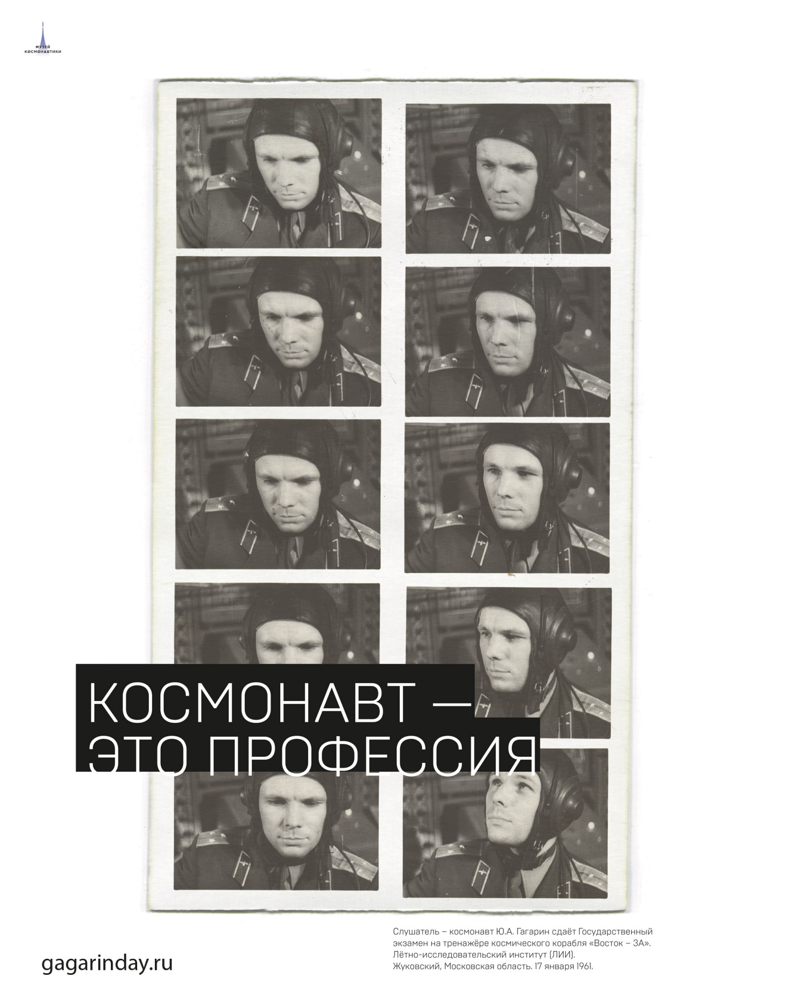 МУЗЕЙ
КОСМОНАВТИКИ
КОСМОНАВТ —
ЭТО ПРОФЕССИЯ
Слушатель – космонавт Ю.А. Гагарин сдаёт Государственный
экзамен на тренажёре космического корабля «Восток – 3А».
Лётно-исследовательский институт (ЛИИ).
Жуковский, Московская область. 17 января 1961.
gagarinday.ru